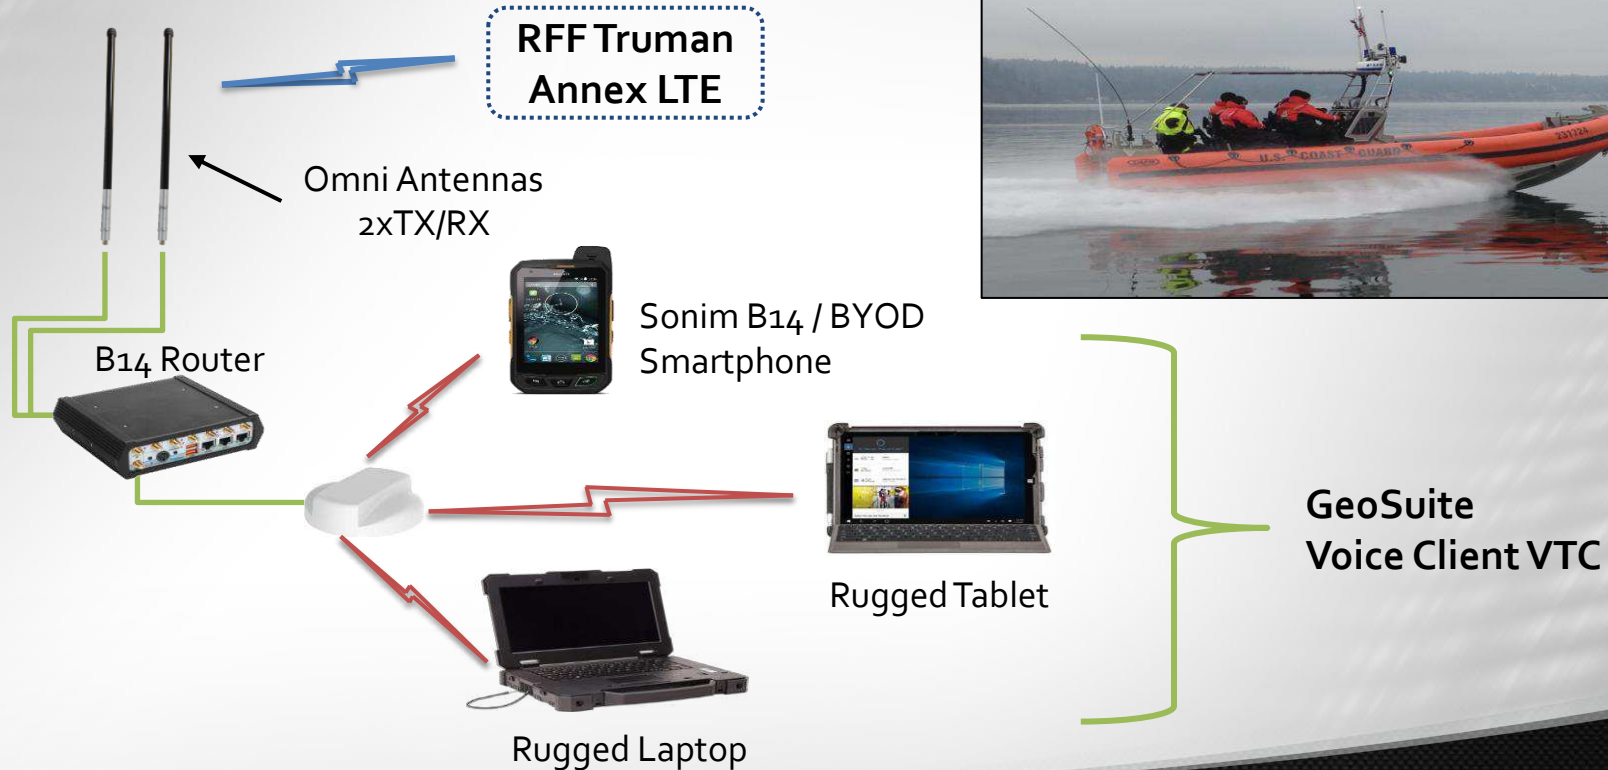 RFF Truman
Annex LTE
Omni Antennas
2xTX/RX
U.S. COAST GUARD
231724
Sonim B14 / BYOD
Smartphone
B14 Router
GeoSuite
Voice Client VTC
Rugged Tablet
Rugged Laptop